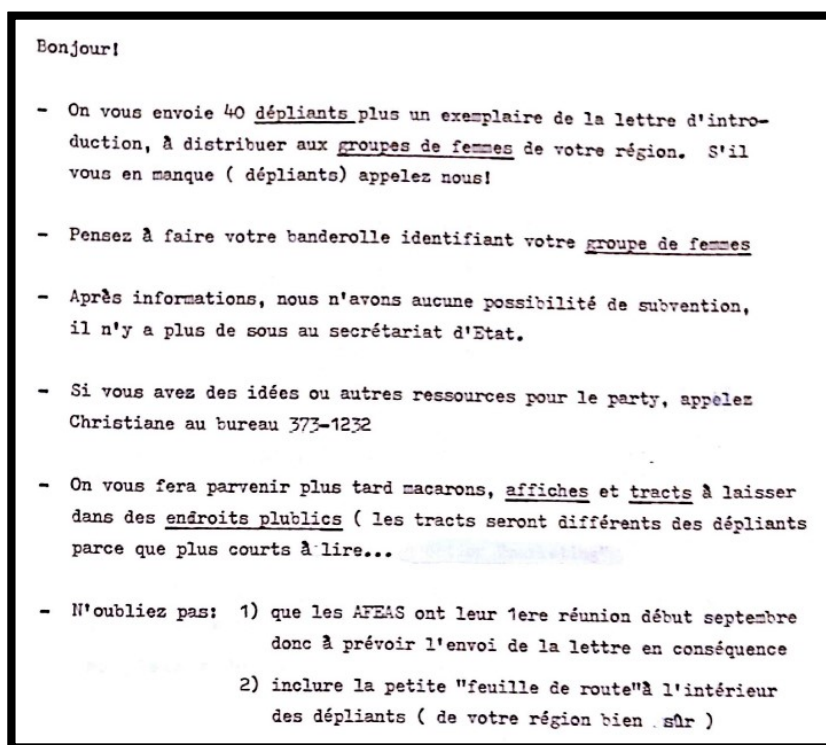 Bonjour!
- On vous envoie 40 dépliants plus un exemplaire de la lettre d'intro-
duction, à distribuer aux groupes de femmes de votre région. S'il
vous en manque ( dépliants) appelez nous!
- Pensez à faire votre banderolle identifiant votre groupe de femmes
- Après informations, nous n'avons aucune possibilité de subvention,
il n'y a plus de sous au secrétariat d'Etat.
- Si vous avez des idées ou autres ressources pour le party, appelez
Christiane au bureau 373-1232
- On vous fera parvenir plus tard macarons, affiches et tracts à laisser
dans des endroits plublics ( les tracts seront différents des dépliants
parce que plus courts à lire...
- N'oubliez pas: 1) que les AFEAS ont leur 1ere réunion début septembre
donc à prévoir l'envoi de la lettre en conséquence
2) inclure la petite "feuille de route"à l'intérieur
des dépliants ( de votre région bien sûr )